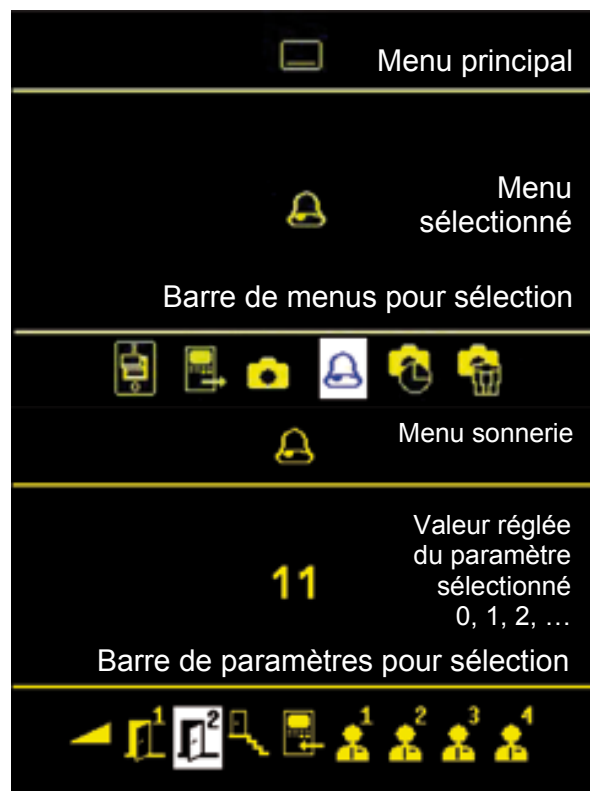 Menu principal
Menu
sélectionné
Barre de menus pour sélection
Menu sonnerie
Valeur réglée
du paramètre
sélectionné
0, 1, 2, …
11
Barre de paramètres pour sélection
1 2 1 2 3 4